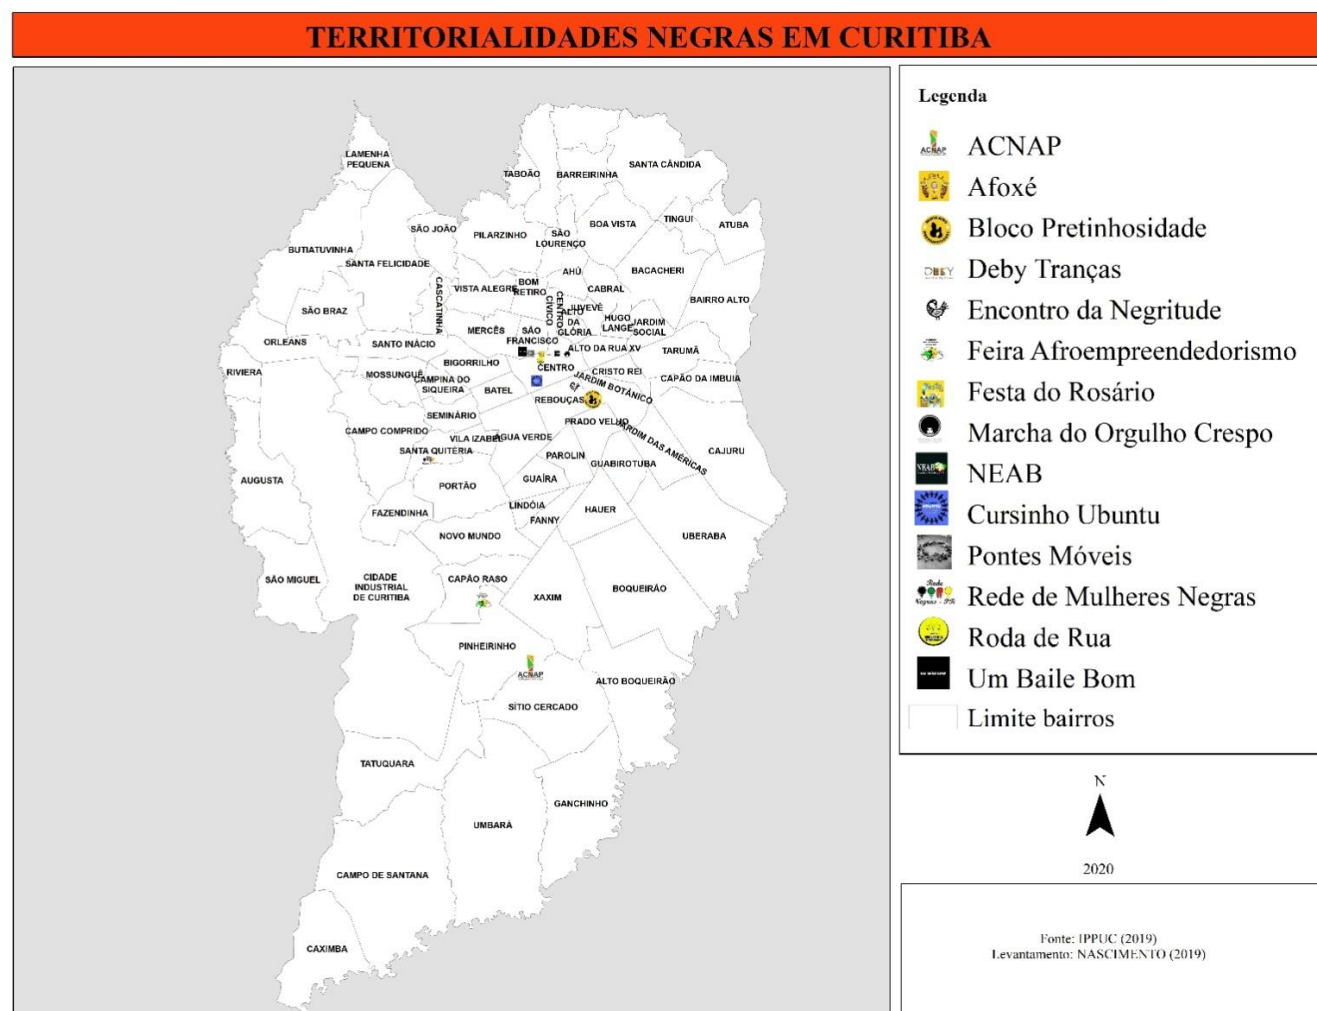 TERRITORIALIDADES NEGRAS EM CURITIBA
LAMENHA
PEQUENA
TABOÃO
BARREIRINHA
SANTA CÂNDIDA
SÃO JOÃO
PILARZINHO
SÃO
LOURENÇO
BOA VISTA
TINGUI
ATUBA
BUTIATUVINHA
SANTA FELICIDADE
AHÚ
BACACHERI
CASCATINHA
VISTA ALEGRE
BOM
RETIRO
CENTRO
CÍVICO
CABRAL
BAIRRO ALTO
SÃO BRAZ
JUVEVÊ
ALTO
DA
GLÓRIA
HUGO
LANGE
JARDIM
SOCIAL
MERCÊS
SÃO
FRANCISCO
ORLEANS
SANTO INÁCIO
ALTO DA RUA XV
TARUMÃ
RIVIERA
MOSSUNGUÊ
BIGORRILHO
CENTRO
CRISTO REI
CAPÃO DA IMBUIA
CAMPINA DO
SIQUEIRA
BATEL
JARDIM BOTÂNICO
REBOUÇAS
SEMINÁRIO
PRADO VELHO
JARDIM DAS AMÉRICAS
CAMPO COMPRIDO
VILA IZABEL
ÁGUA VERDE
SANTA QUITÉRIA
PAROLIN
GUABIROTUBA
CAJURU
AUGUSTA
PORTÃO
GUAÍRA
LINDÓIA
FANNY
HAUER
FAZENDINHA
NOVO MUNDO
UBERABA
SÃO MIGUEL
CIDADE
INDUSTRIAL
DE CURITIBA
CAPÃO RASO
XAXIM
BOQUEIRÃO
PINHEIRINHO
ACNAP
ALTO BOQUEIRÃO
SÍTIO CERCADO
TATUQUARA
GANCHINHO
UMBARÁ
CAMPO DE SANTANA
CAXIMBA
Legenda
ACNAP
ACNAP
Afoxé
Bloco Pretinhosidade
DEBY
Deby Tranças
Encontro da Negritude
Feira Afroempreendedorismo
Festa do Rosário
Marcha do Orgulho Crespo
NEAB
NEAB
Cursinho Ubuntu
Pontes Móveis
Rede
Negras - PR
Rede de Mulheres Negras
Roda de Rua
Um Baile Bom
Limite bairros
N
2020
Fonte: IPPUC (2019)
Levantamento: NASCIMENTO (2019)